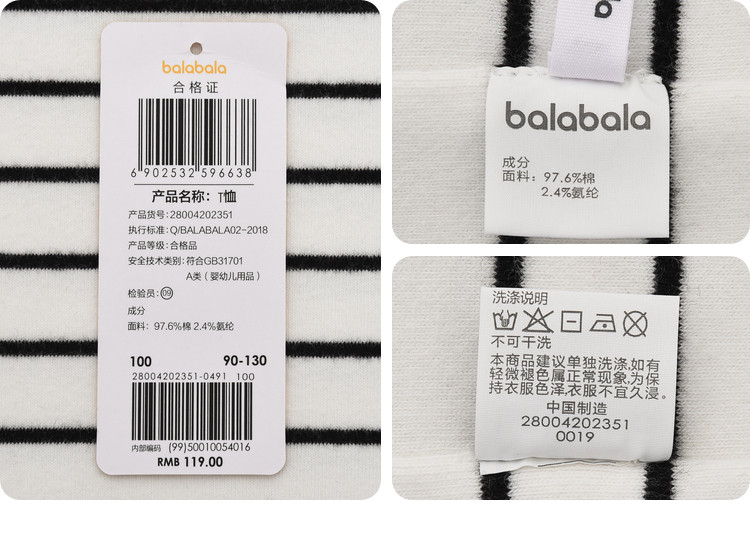 balabala
合格证
6 902532 596638
产品名称：T恤
产品货号:28004202351
执行标准:Q/BALABALA02-2018
产品等级:合格品
安全技术类别:符合GB31701
A类（婴幼儿用品）
检验员:09
成分
面料：97.6%棉 2.4%氨纶
100 90-130
28004202351-0491 100
内部编码 (99)50010054016
RMB 119.00
balabala
成分
面料：97.6%棉
2.4%氨纶
洗涤说明
不可干洗
本商品建议单独洗涤,如有
轻微褪色属正常现象,为保
持衣服色泽,衣服不宜久浸。
中国制造
28004202351
0019